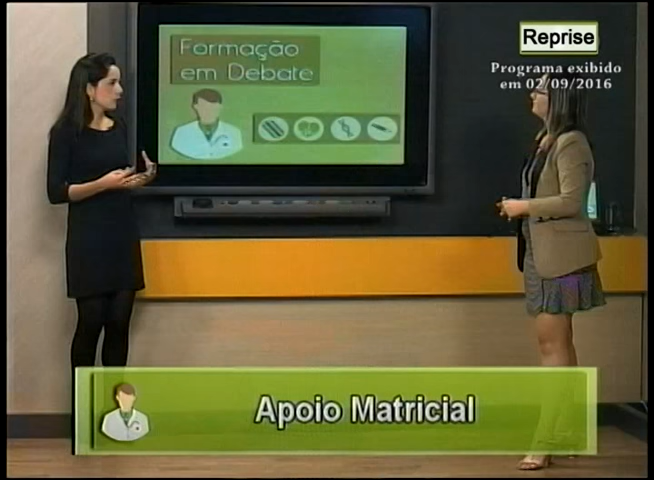 Reprise
Programa exibido
em 02/09/2016
Formação
em Debate
Apoio Matricial